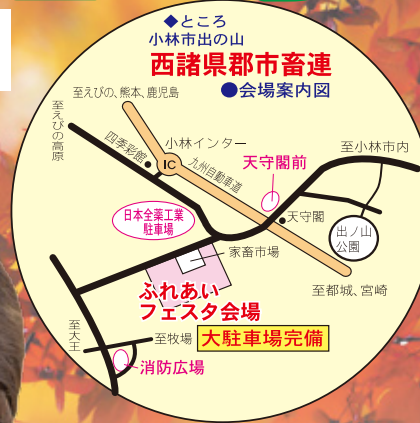 ◆ところ
小林市出の山
西諸県郡市畜連
●会場案内図
至えびの、熊本、鹿児島
至えびの高原
四季彩館
小林インター
IC
九州自動車道
天守閣前
至小林市内
日本全薬工業
駐車場
天守閣
出ノ山
公園
家畜市場
ふれあい
フェスタ会場
至都城、宮崎
至大王
至牧場
大駐車場完備
消防広場